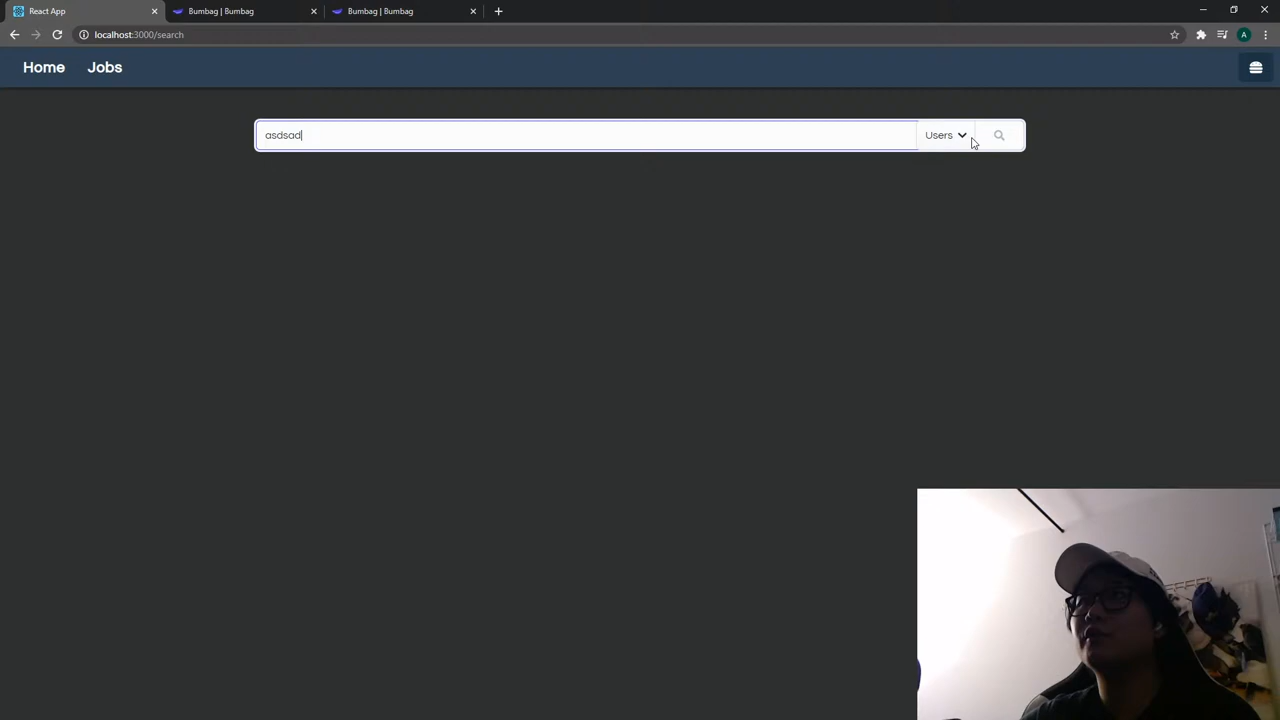 React App
Bumbag | Bumbag
Bumbag | Bumbag
localhost:3000/search
A
Home
Jobs
asdsad
Users